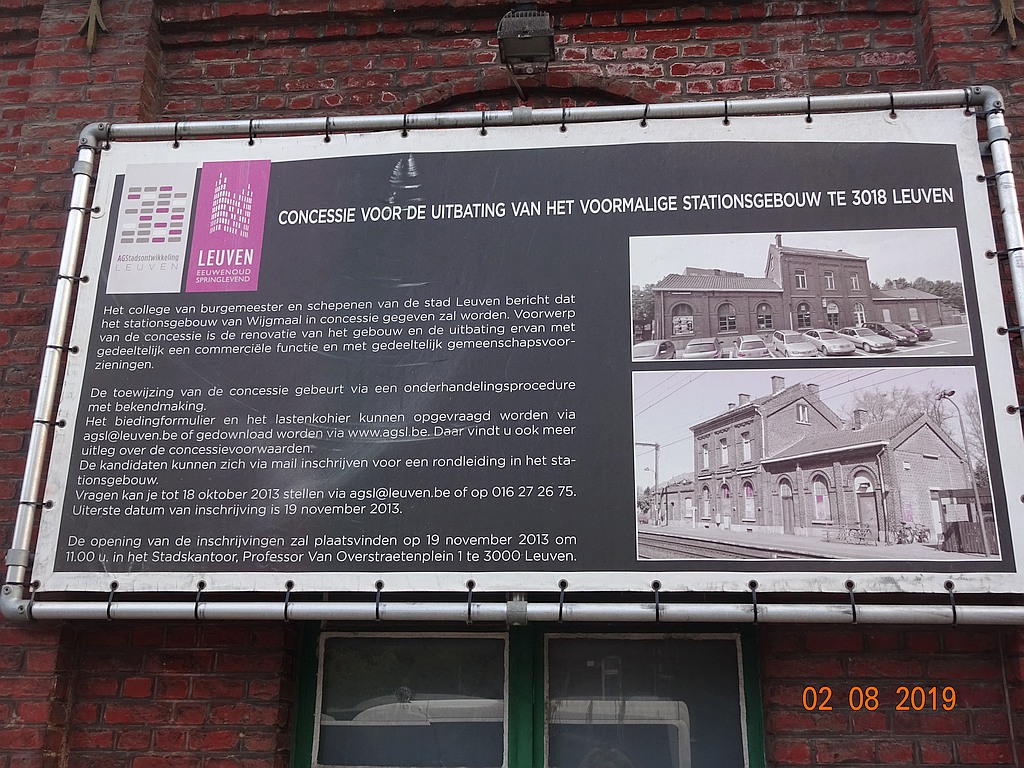 AGStadsontwikkeling
LEUVEN
LEUVEN
EEUWENOUD
SPRINGLEVEND
CONCESSIE VOOR DE UITBATING VAN HET VOORMALIGE STATIONSGEBOUW TE 3018 LEUVEN
Het college van burgemeester en schepenen van de stad Leuven bericht dat
het stationsgebouw van Wijgmaal in concessie gegeven zal worden. Voorwerp
van de concessie is de renovatie van het gebouw en de uitbating ervan met
gedeeltelijk een commerciële functie en met gedeeltelijk gemeenschapsvoor-
zieningen.
De toewijzing van de concessie gebeurt via een onderhandelingsprocedure
met bekendmaking.
Het biedingformulier en het lastenkohier kunnen opgevraagd worden via
agsl@leuven.be of gedownload worden via www.agsl.be. Daar vindt u ook meer
uitleg over de concessievoorwaarden.
De kandidaten kunnen zich via mail inschrijven voor een rondleiding in het sta-
tionsgebouw.
Vragen kan je tot 18 oktober 2013 stellen via agsl@leuven.be of op 016 27 26 75.
Uiterste datum van inschrijving is 19 november 2013.
De opening van de inschrijvingen zal plaatsvinden op 19 november 2013 om
11.00 u. in het Stadskantoor, Professor Van Overstraetenplein 1 te 3000 Leuven.
02 08 2019